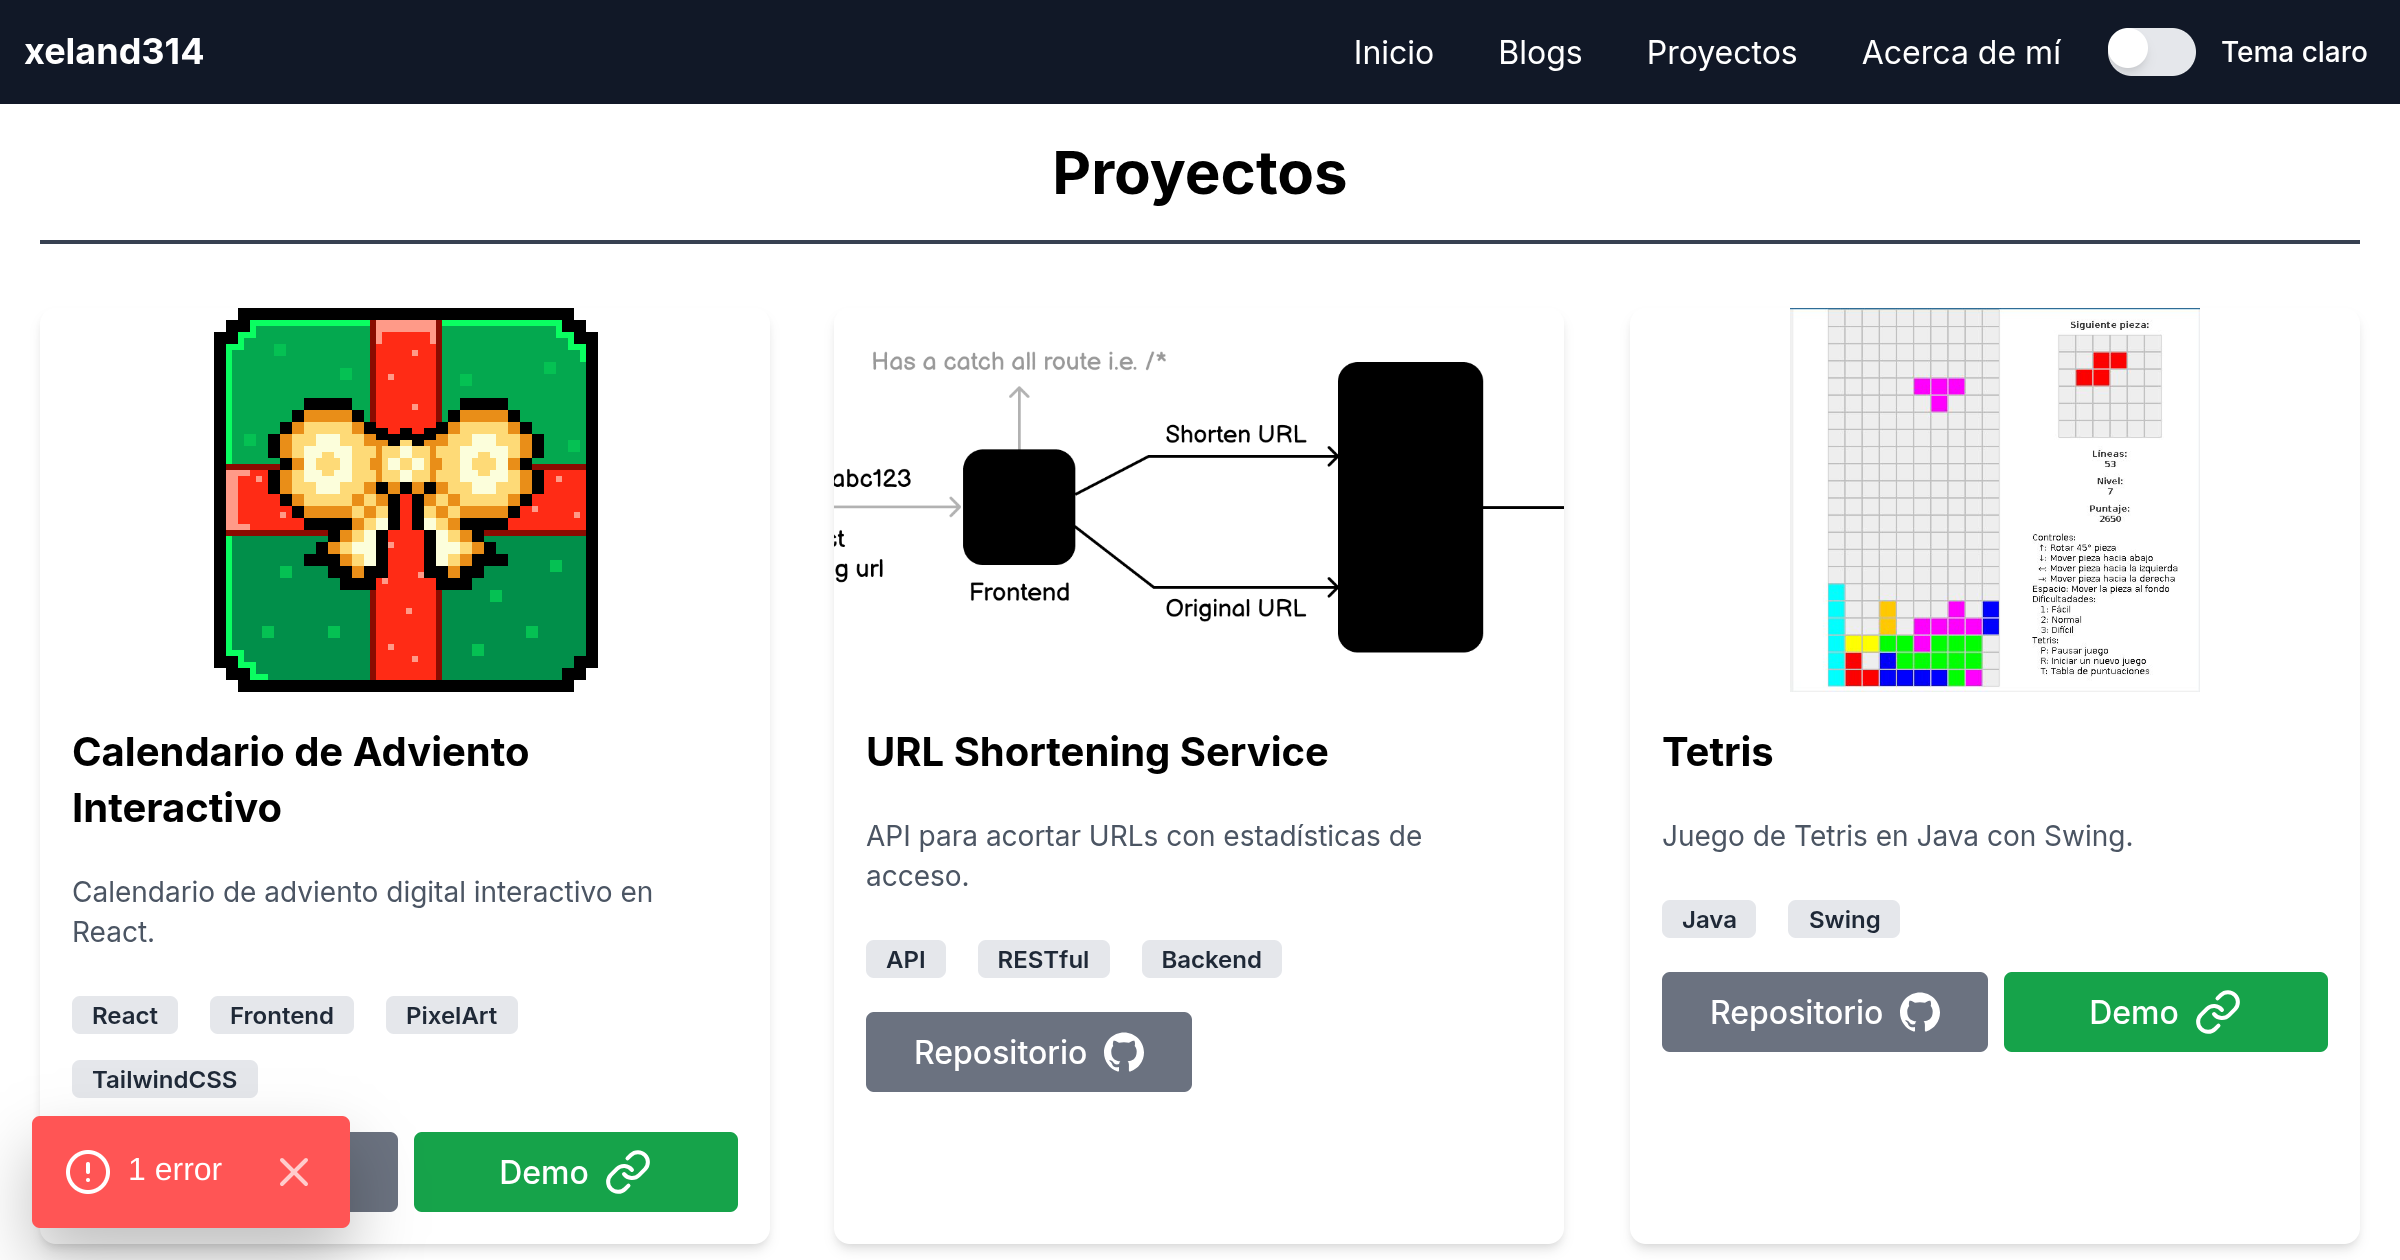 xeland314
Inicio
Blogs
Proyectos
Acerca de mí
Tema claro
Proyectos
Has a catch all route i.e. /*
abc123
g url
Frontend
Shorten URL
Original URL
Siguiente pieza:
Líneas:
53
Nivel:
7
Puntaje:
2650
Controles:
↑: Rotar 45° pieza
↓: Mover pieza hacia abajo
←: Mover pieza hacia la izquierda
→: Mover pieza hacia la derecha
Espacio: Mover la pieza al fondo
Dificultadades:
1: Fácil
2: Normal
3: Difícil
Tetris:
P: Pausar juego
R: Iniciar un nuevo juego
T: Tabla de puntuaciones
Calendario de Adviento
Interactivo
Calendario de adviento digital interactivo en
React.
React
Frontend
PixelArt
TailwindCSS
Demo
URL Shortening Service
API para acortar URLs con estadísticas de
acceso.
API
RESTful
Backend
Repositorio
Tetris
Juego de Tetris en Java con Swing.
Java
Swing
Repositorio
Demo
1 error